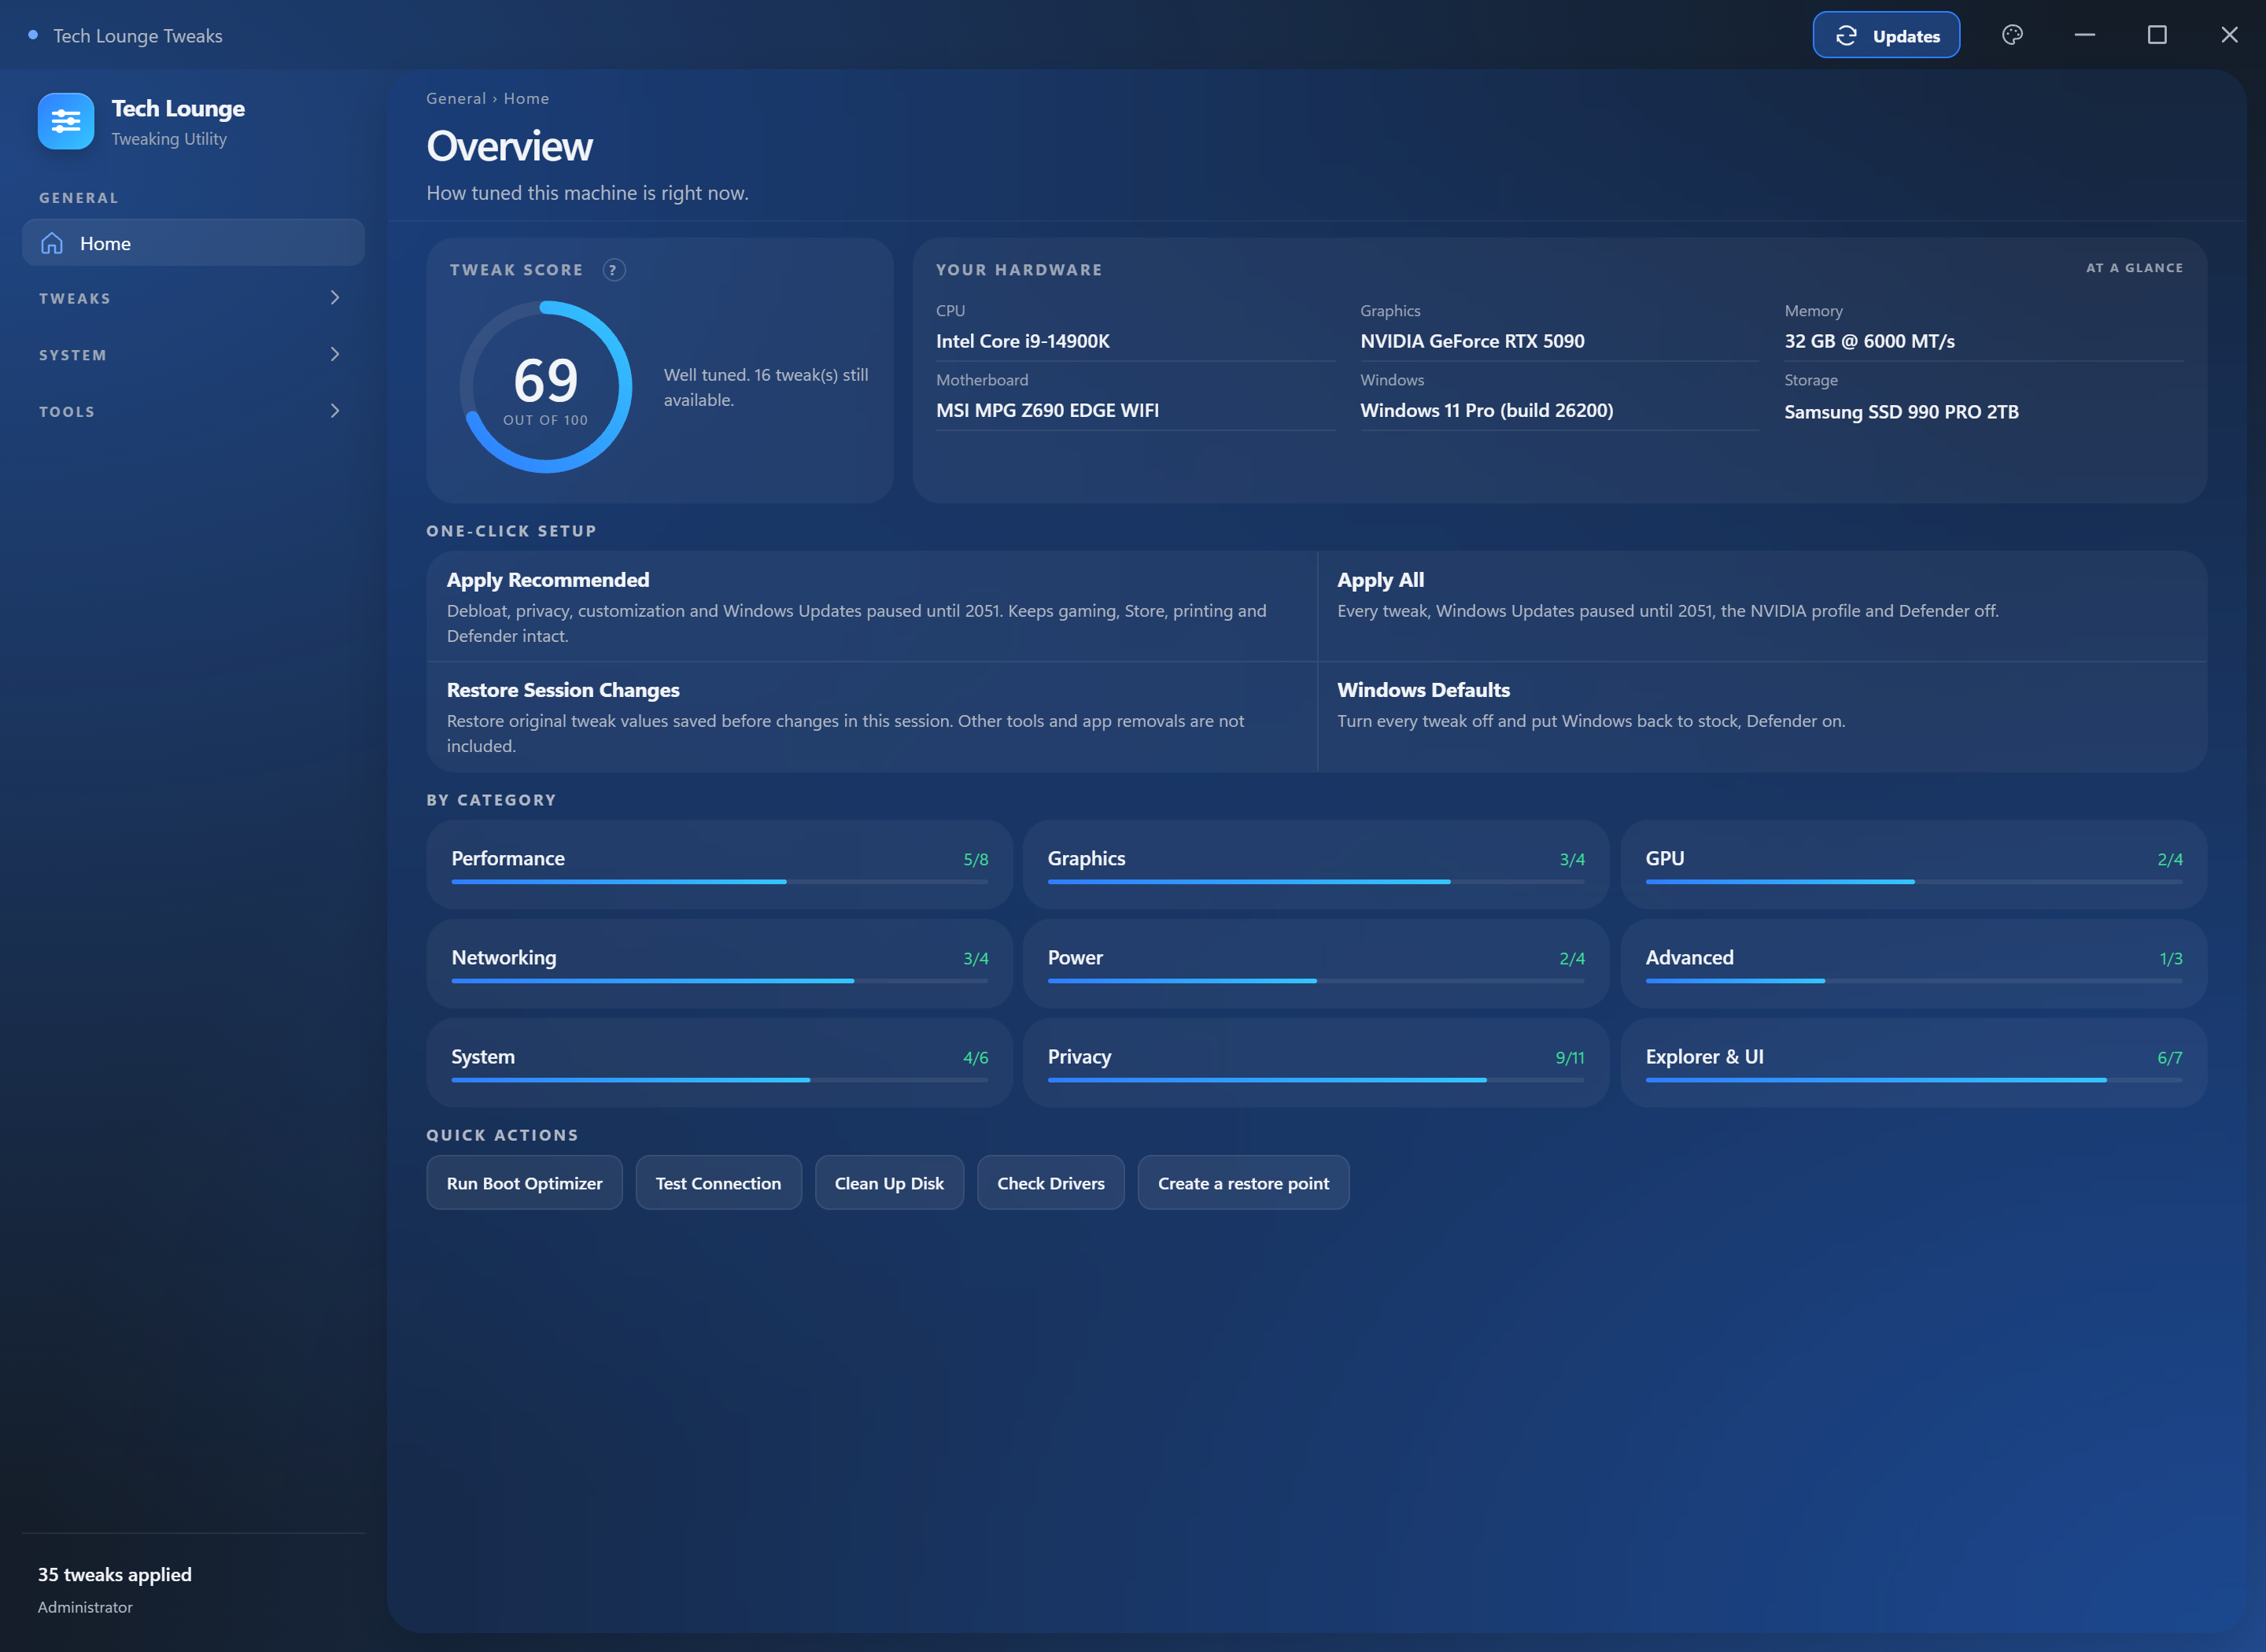 Tech Lounge Tweaks
Updates
Tech Lounge
Tweaking Utility
GENERAL
Home
TWEAKS
SYSTEM
TOOLS
35 tweaks applied
Administrator
General › Home
Overview
How tuned this machine is right now.
TWEAK SCORE ?
69
OUT OF 100
Well tuned. 16 tweak(s) still
available.
YOUR HARDWARE
AT A GLANCE
CPU
Intel Core i9-14900K
Graphics
NVIDIA GeForce RTX 5090
Memory
32 GB @ 6000 MT/s
Motherboard
MSI MPG Z690 EDGE WIFI
Windows
Windows 11 Pro (build 26200)
Storage
Samsung SSD 990 PRO 2TB
ONE-CLICK SETUP
Apply Recommended
Debloat, privacy, customization and Windows Updates paused until 2051. Keeps gaming, Store, printing and
Defender intact.
Apply All
Every tweak, Windows Updates paused until 2051, the NVIDIA profile and Defender off.
Restore Session Changes
Restore original tweak values saved before changes in this session. Other tools and app removals are not
included.
Windows Defaults
Turn every tweak off and put Windows back to stock, Defender on.
BY CATEGORY
Performance 5/8
Graphics 3/4
GPU 2/4
Networking 3/4
Power 2/4
Advanced 1/3
System 4/6
Privacy 9/11
Explorer & UI 6/7
QUICK ACTIONS
Run Boot Optimizer
Test Connection
Clean Up Disk
Check Drivers
Create a restore point